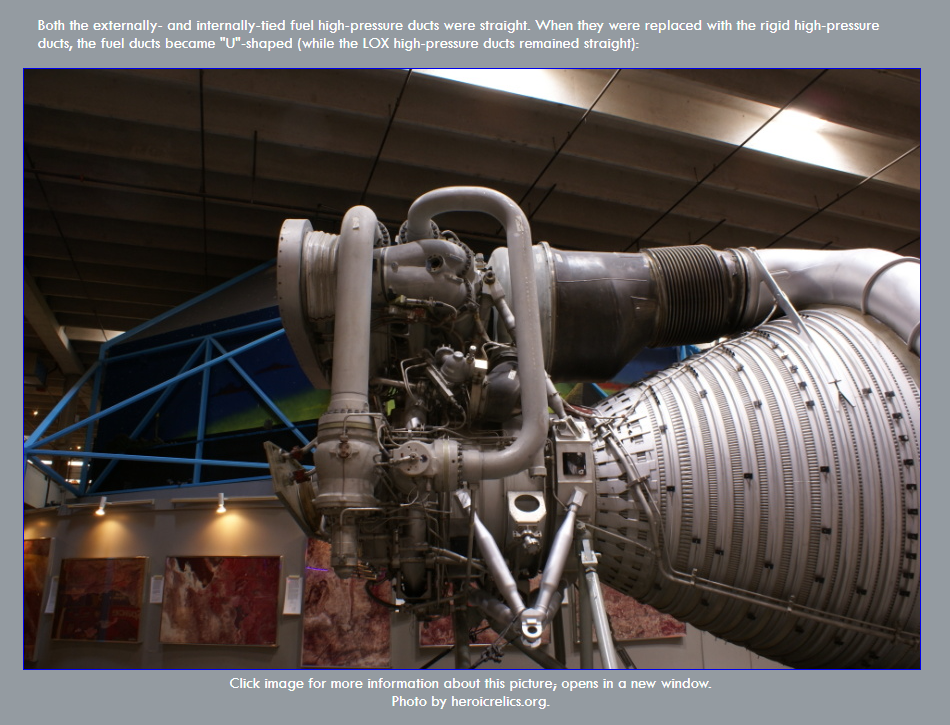 Both the externally- and internally-tied fuel high-pressure ducts were straight. When they were replaced with the rigid high-pressure
ducts, the fuel ducts became "U"-shaped (while the LOX high-pressure ducts remained straight):
Click image for more information about this picture; opens in a new window.
Photo by heroicrelics.org.